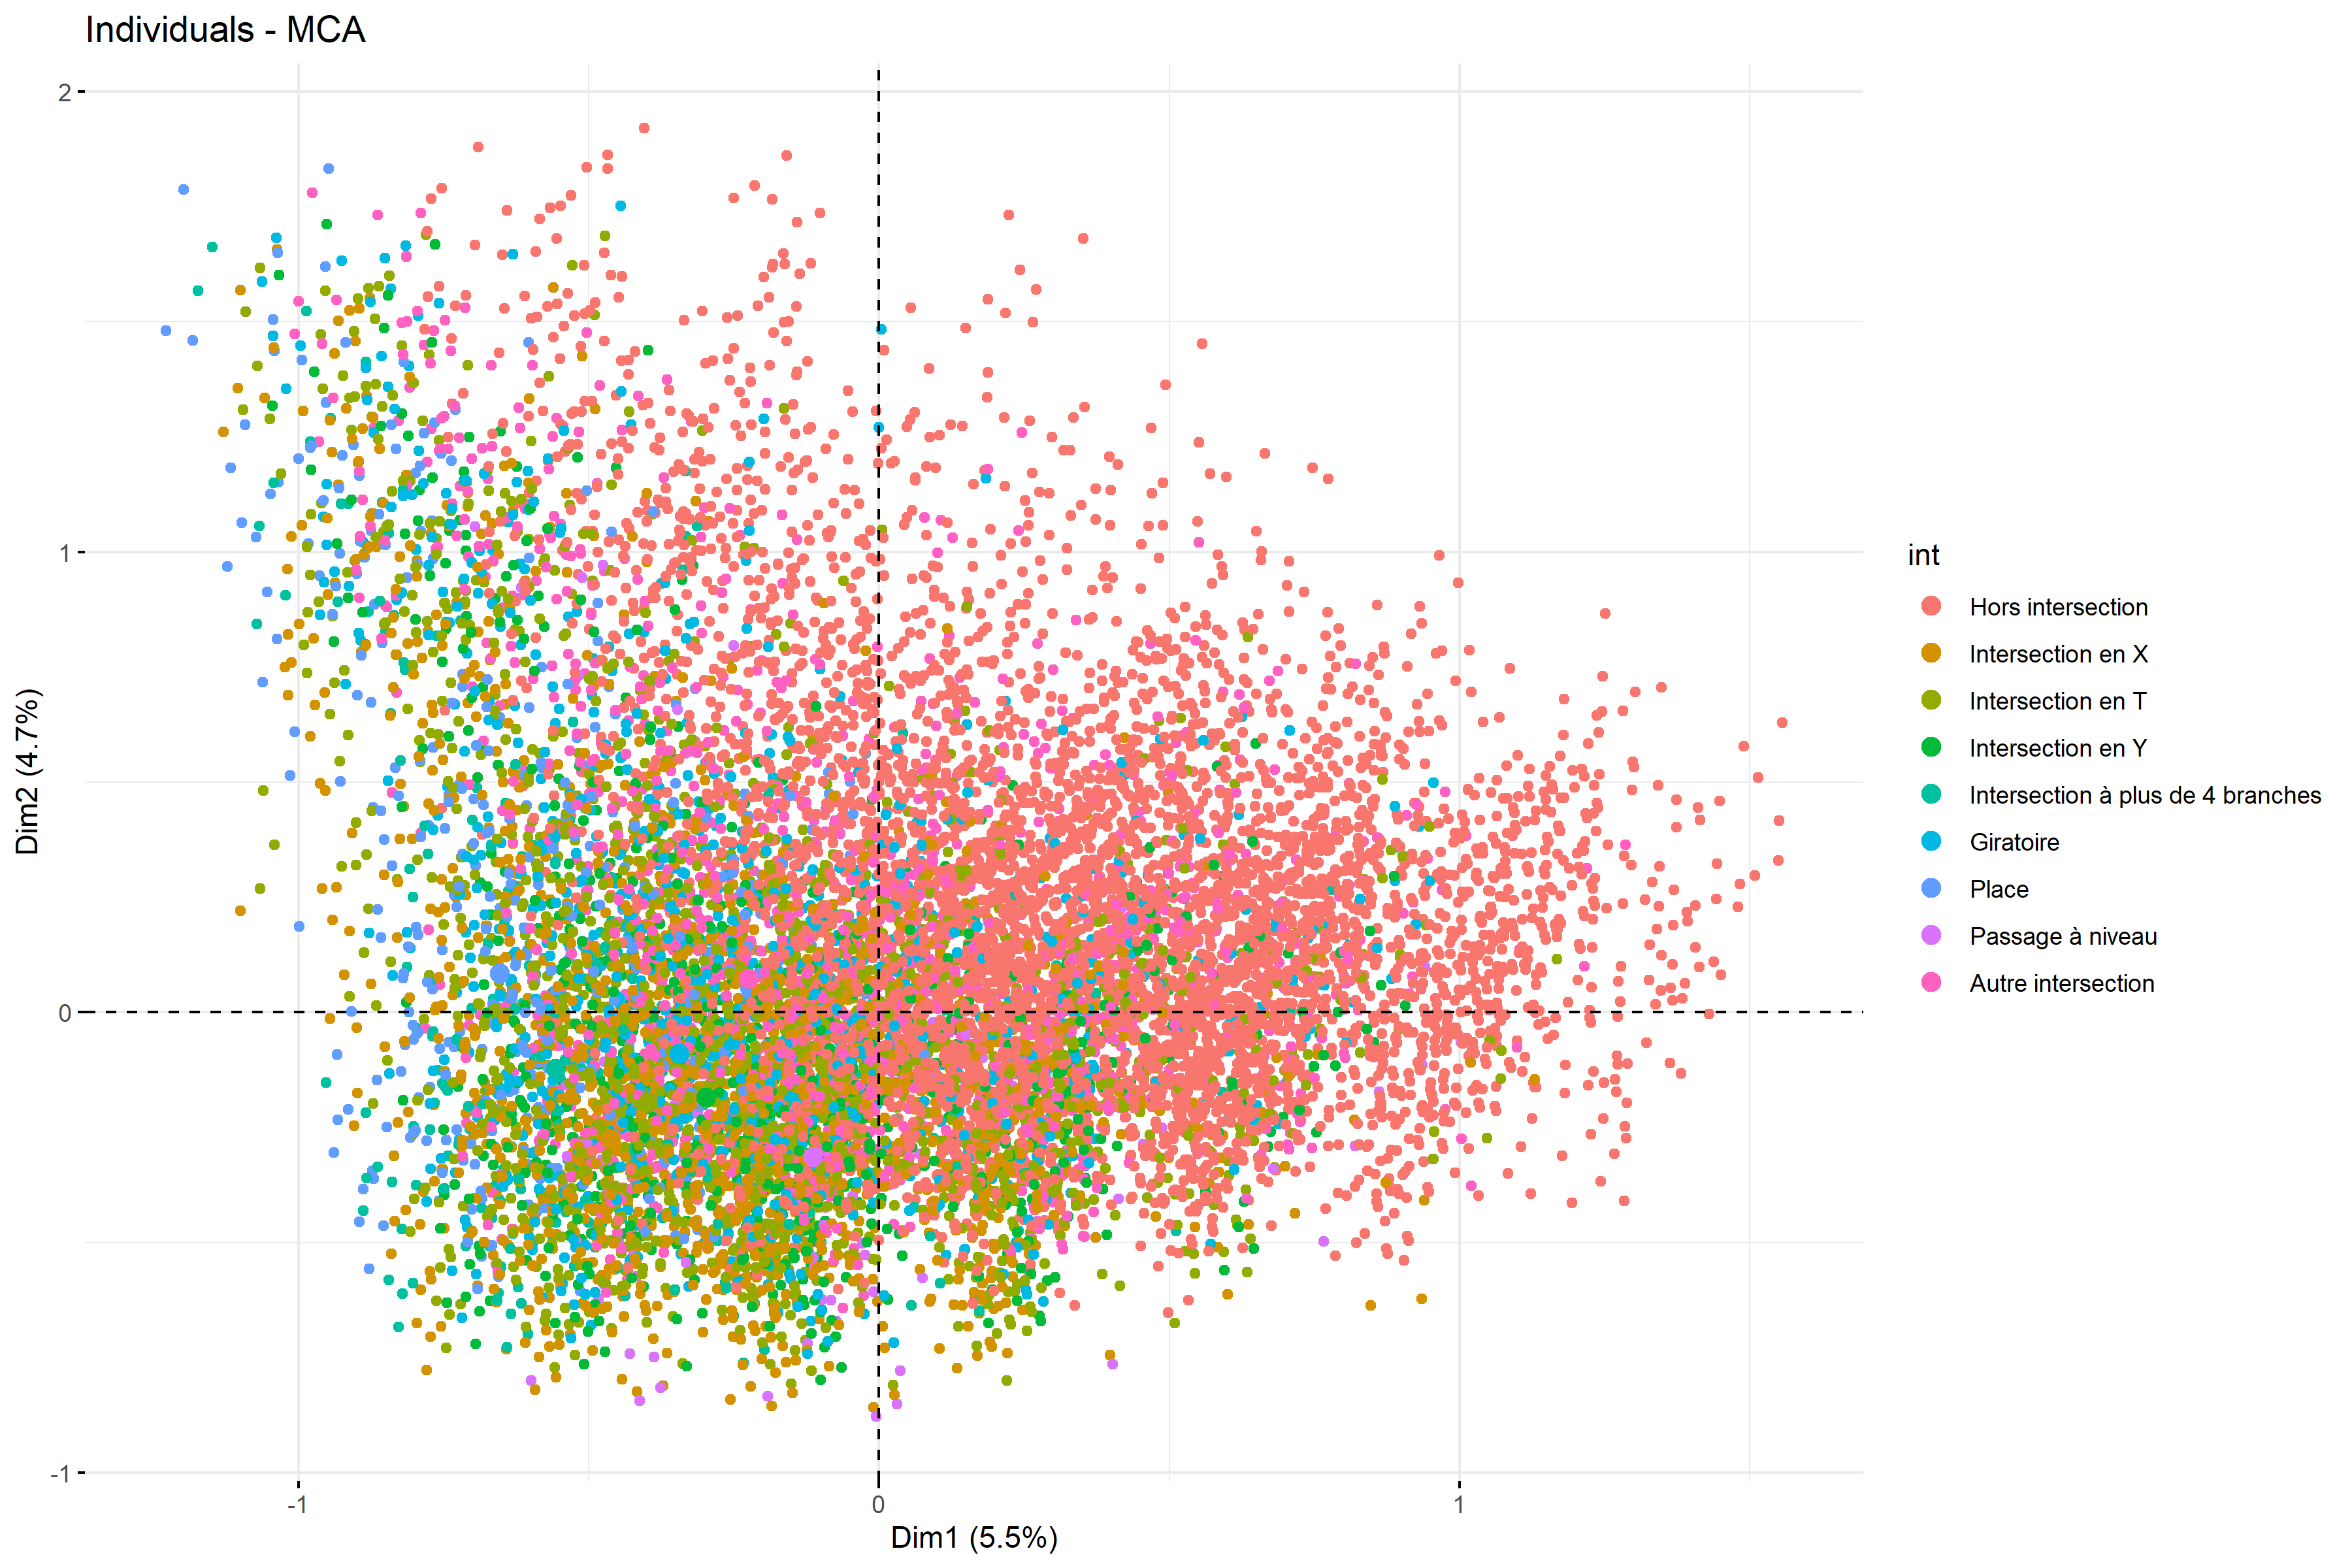 Individuals - MCA
2
1
0
-1
Dim2 (4.7%)
-1
0
1
Dim1 (5.5%)
int
Hors intersection
Intersection en X
Intersection en T
Intersection en Y
Intersection à plus de 4 branches
Giratoire
Place
Passage à niveau
Autre intersection